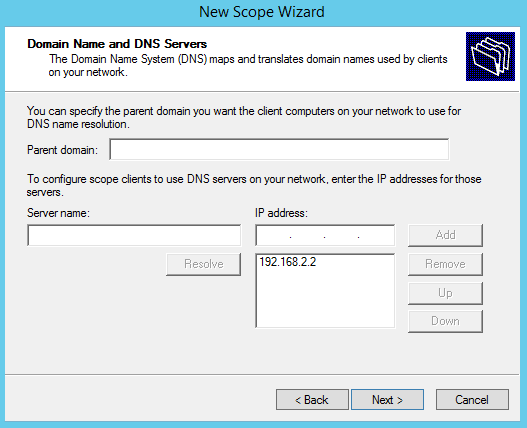 New Scope Wizard
Domain Name and DNS Servers
The Domain Name System (DNS) maps and translates domain names used by clients
on your network.
You can specify the parent domain you want the client computers on your network to use for
DNS name resolution.
Parent domain:
To configure scope clients to use DNS servers on your network, enter the IP addresses for those
servers.
Server name:
IP address:
. . .
Add
Resolve
192.168.2.2
Remove
Up
Down
< Back
Next >
Cancel